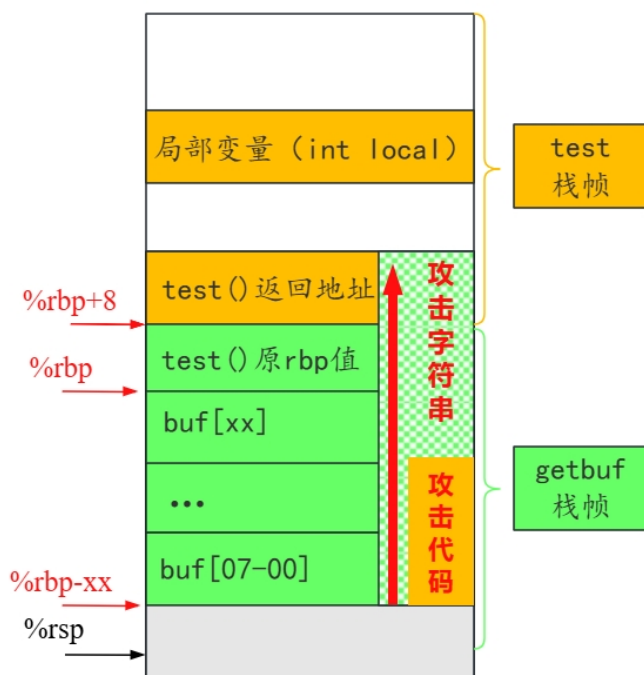 局部变量（int local）
test
栈帧
test()返回地址
%rbp+8
test()原rbp值
%rbp
buf[xx]
...
buf[07-00]
%rbp-xx
%rsp
攻击字符串
攻击代码
getbuf
栈帧